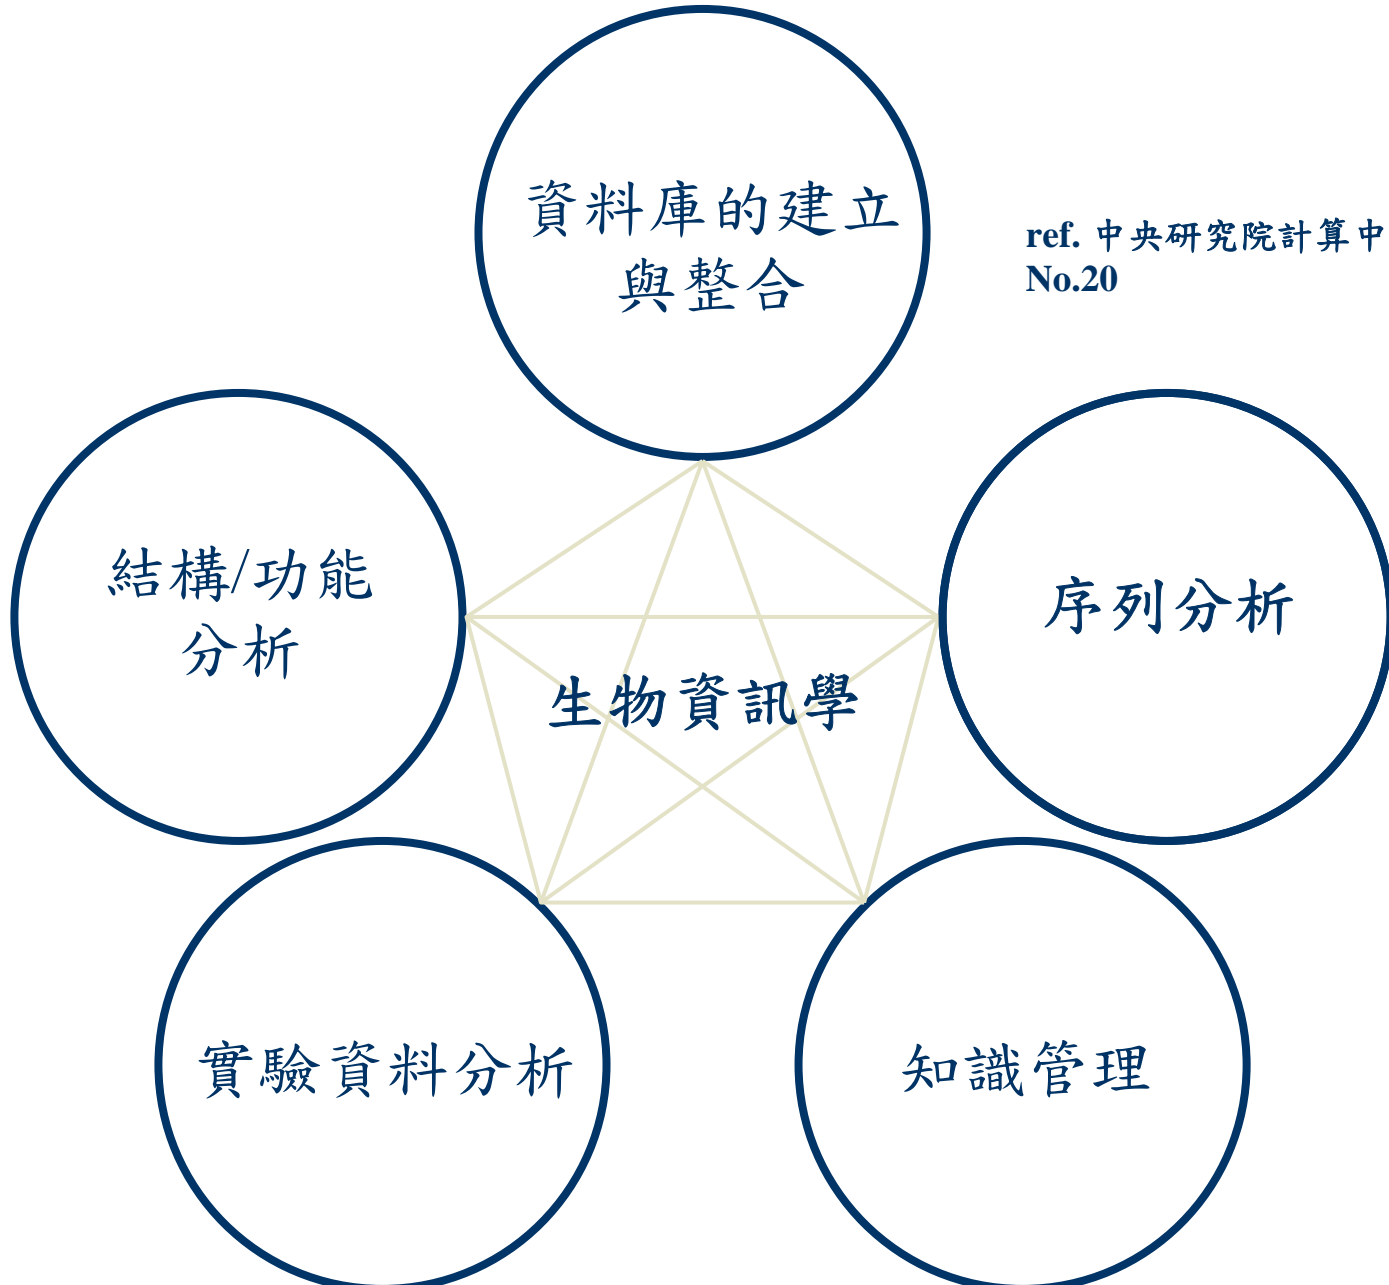 資料庫的建立
與整合
ref. 中央研究院計算中
No.20
結構/功能
分析
序列分析
生物資訊學
實驗資料分析
知識管理